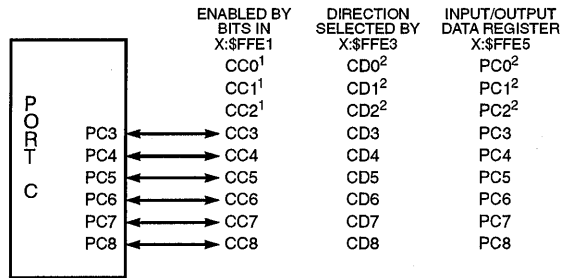 ENABLED BY BITS IN X:$FFE1
DIRECTION SELECTED BY X:$FFE3
INPUT/OUTPUT DATA REGISTER X:$FFE5
CC0¹ CD0² PC0²
CC1¹ CD1² PC1²
CC2¹ CD2² PC2²
PORT C
PC3 CC3 CD3 PC3
PC4 CC4 CD4 PC4
PC5 CC5 CD5 PC5
PC6 CC6 CD6 PC6
PC7 CC7 CD7 PC7
PC8 CC8 CD8 PC8